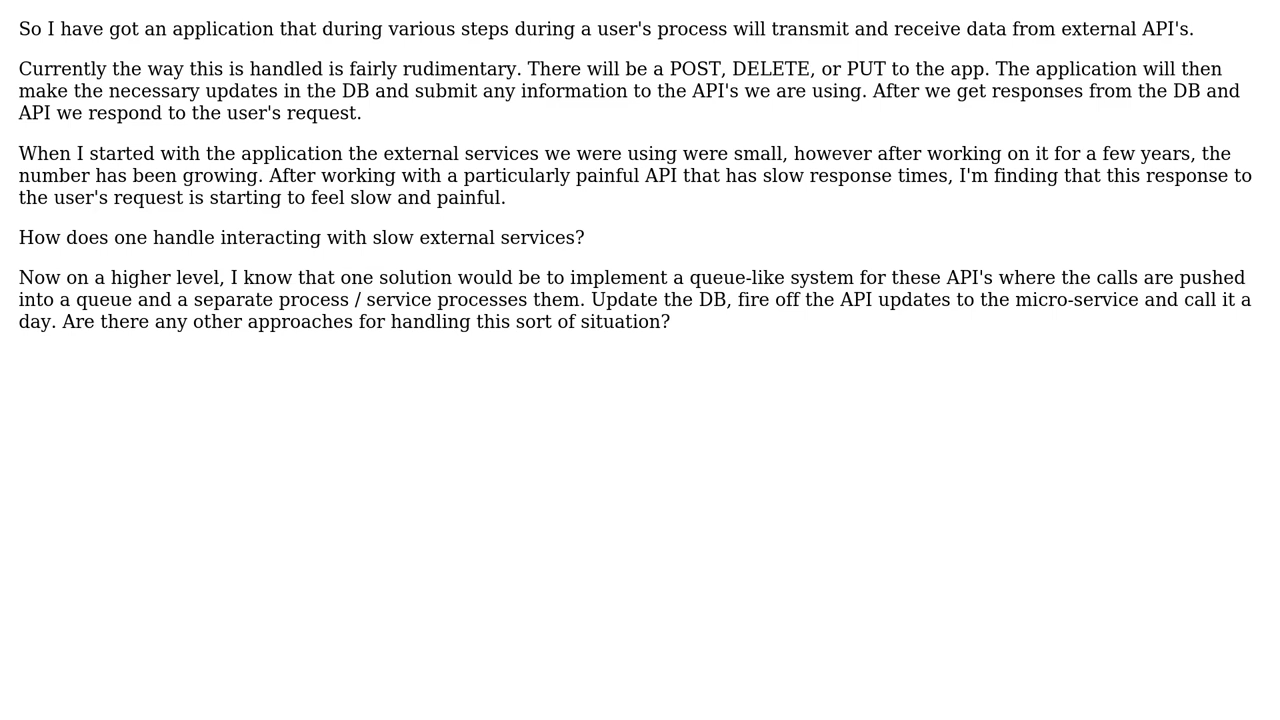 So I have got an application that during various steps during a user's process will transmit and receive data from external API's.
Currently the way this is handled is fairly rudimentary. There will be a POST, DELETE, or PUT to the app. The application will then
make the necessary updates in the DB and submit any information to the API's we are using. After we get responses from the DB and
API we respond to the user's request.
When I started with the application the external services we were using were small, however after working on it for a few years, the
number has been growing. After working with a particularly painful API that has slow response times, I'm finding that this response to
the user's request is starting to feel slow and painful.
How does one handle interacting with slow external services?
Now on a higher level, I know that one solution would be to implement a queue-like system for these API's where the calls are pushed
into a queue and a separate process / service processes them. Update the DB, fire off the API updates to the micro-service and call it a
day. Are there any other approaches for handling this sort of situation?